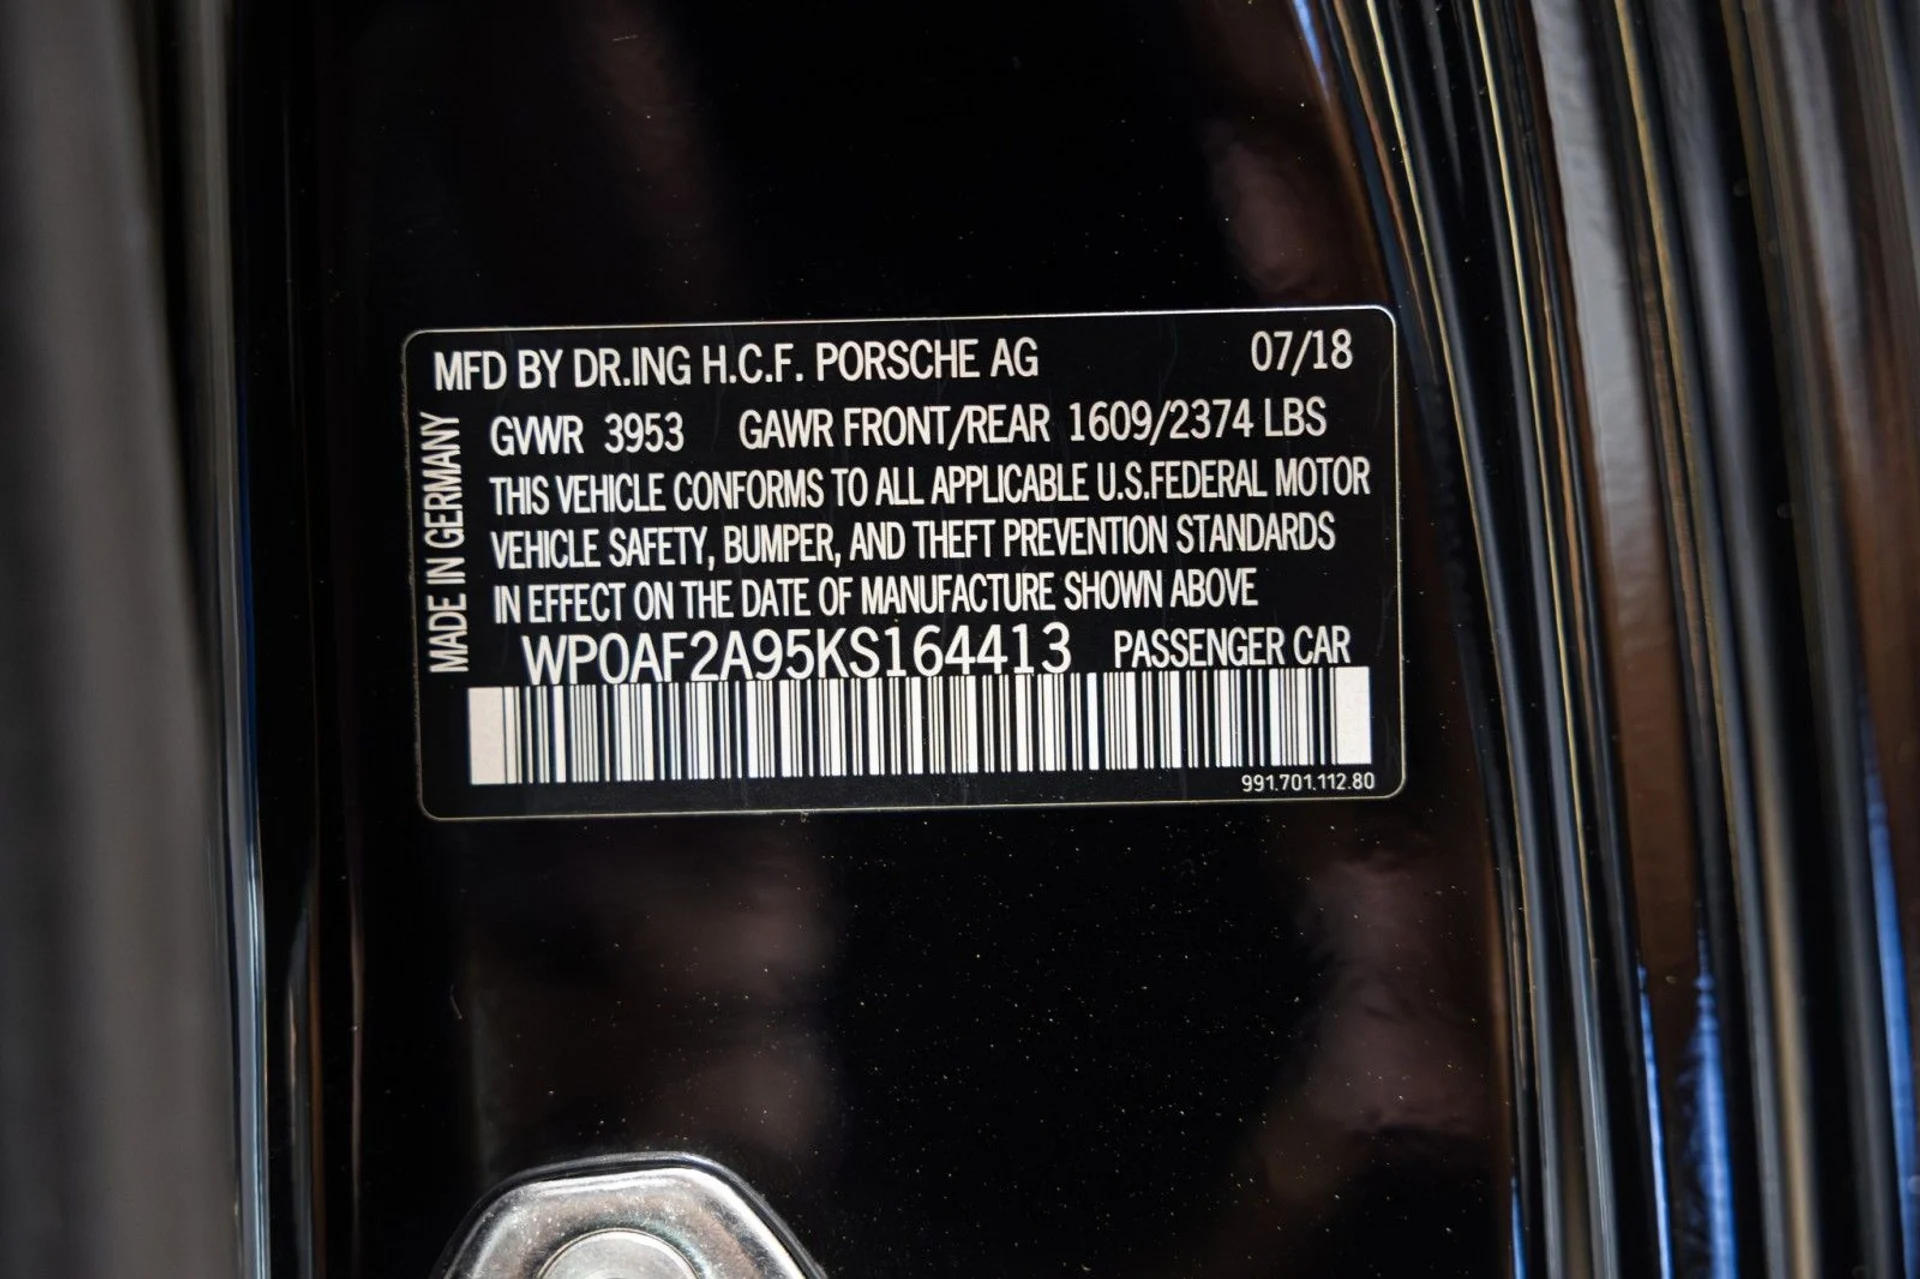 MFD BY DR.ING H.C.F. PORSCHE AG 07/18
GVWR 3953 GAWR FRONT/REAR 1609/2374 LBS
THIS VEHICLE CONFORMS TO ALL APPLICABLE U.S.FEDERAL MOTOR
VEHICLE SAFETY, BUMPER, AND THEFT PREVENTION STANDARDS
IN EFFECT ON THE DATE OF MANUFACTURE SHOWN ABOVE
WP0AF2A95KS164413 PASSENGER CAR
991.701.112.80
MADE IN GERMANY